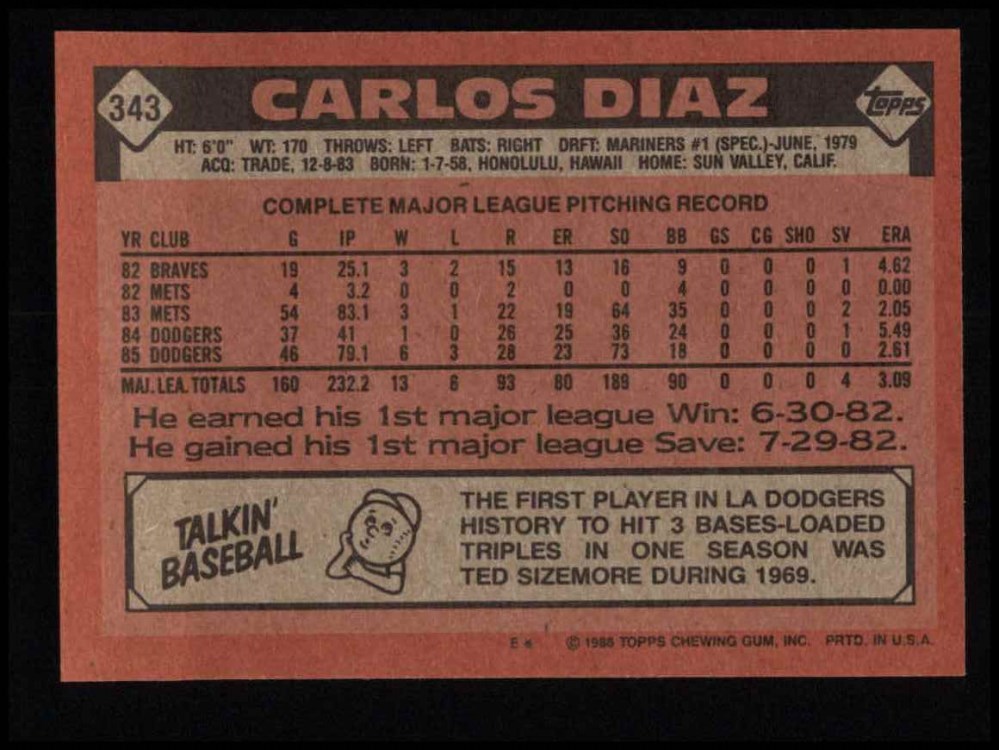 343 CARLOS DIAZ Topps
HT: 6'0" WT: 170 THROWS: LEFT BATS: RIGHT DRFT: MARINERS #1 (SPEC.)-JUNE, 1979
ACQ: TRADE, 12-8-83 BORN: 1-7-58, HONOLULU, HAWAII HOME: SUN VALLEY, CALIF.
COMPLETE MAJOR LEAGUE PITCHING RECORD
YR CLUB G IP W L R ER SO BB GS CG SHO SV ERA
82 BRAVES 19 25.1 3 2 15 13 16 9 0 0 0 1 4.62
82 METS 4 3.2 0 0 2 0 0 4 0 0 0 0 0.00
83 METS 54 83.1 3 1 22 19 64 35 0 0 0 2 2.05
84 DODGERS 37 41 1 0 26 25 36 24 0 0 0 1 5.49
85 DODGERS 46 79.1 6 3 28 23 73 18 0 0 0 0 2.61
MAJ. LEA. TOTALS 160 232.2 13 6 93 80 189 90 0 0 0 4 3.09
He earned his 1st major league Win: 6-30-82.
He gained his 1st major league Save: 7-29-82.
TALKIN'
BASEBALL
THE FIRST PLAYER IN LA DODGERS
HISTORY TO HIT 3 BASES-LOADED
TRIPLES IN ONE SEASON WAS
TED SIZEMORE DURING 1969.
© 1986 TOPPS CHEWING GUM, INC. PRTD. IN U.S.A.